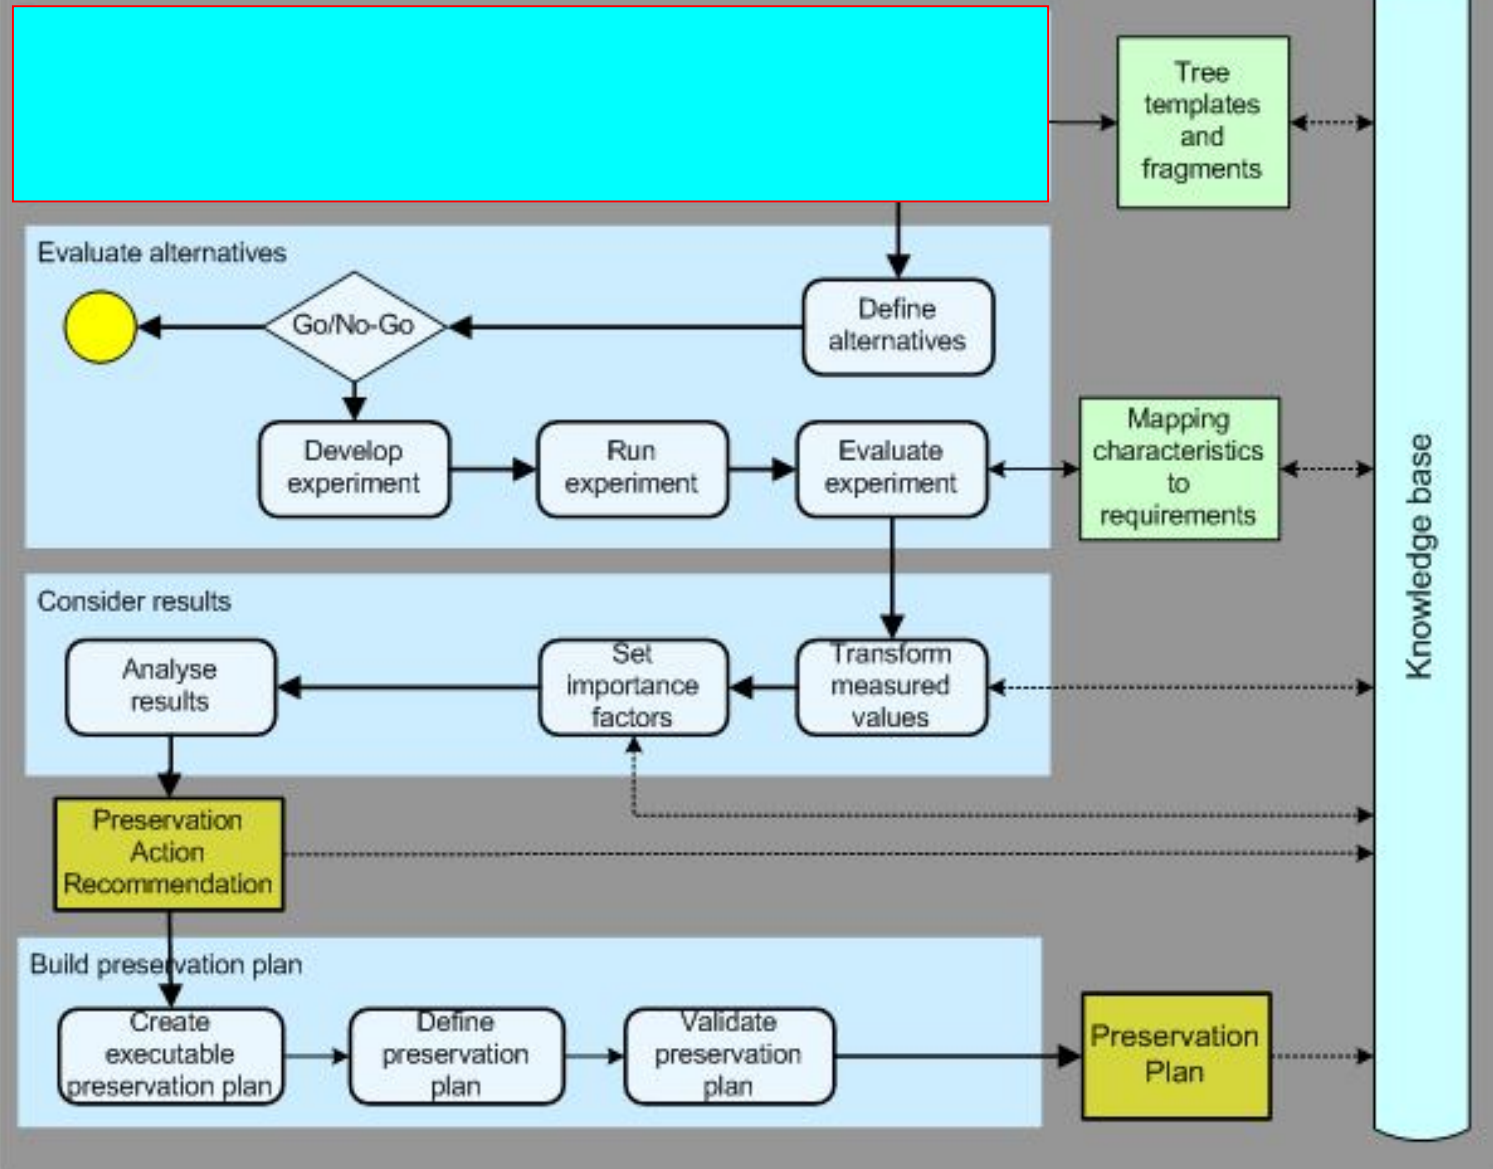 Tree
templates
and
fragments
Evaluate alternatives
Go/No-Go
Define
alternatives
Develop
experiment
Run
experiment
Evaluate
experiment
Mapping
characteristics
to
requirements
Knowledge base
Consider results
Analyse
results
Set
importance
factors
Transform
measured
values
Preservation
Action
Recommendation
Build preservation plan
Create
executable
preservation plan
Define
preservation
plan
Validate
preservation
plan
Preservation
Plan